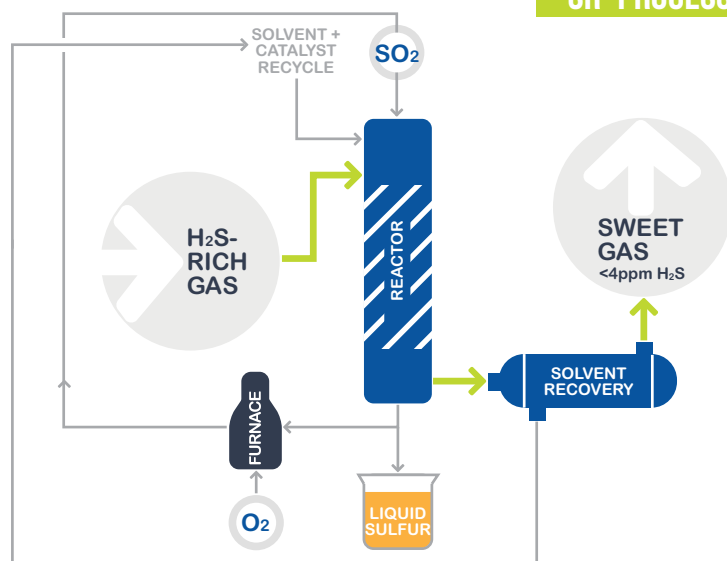 SOLVENT +
CATALYST
RECYCLE
SO2
H2S-
RICH
GAS
REACTOR
SWEET
GAS
<4ppm H2S
SOLVENT
RECOVERY
FURNACE
O2
LIQUID
SULFUR